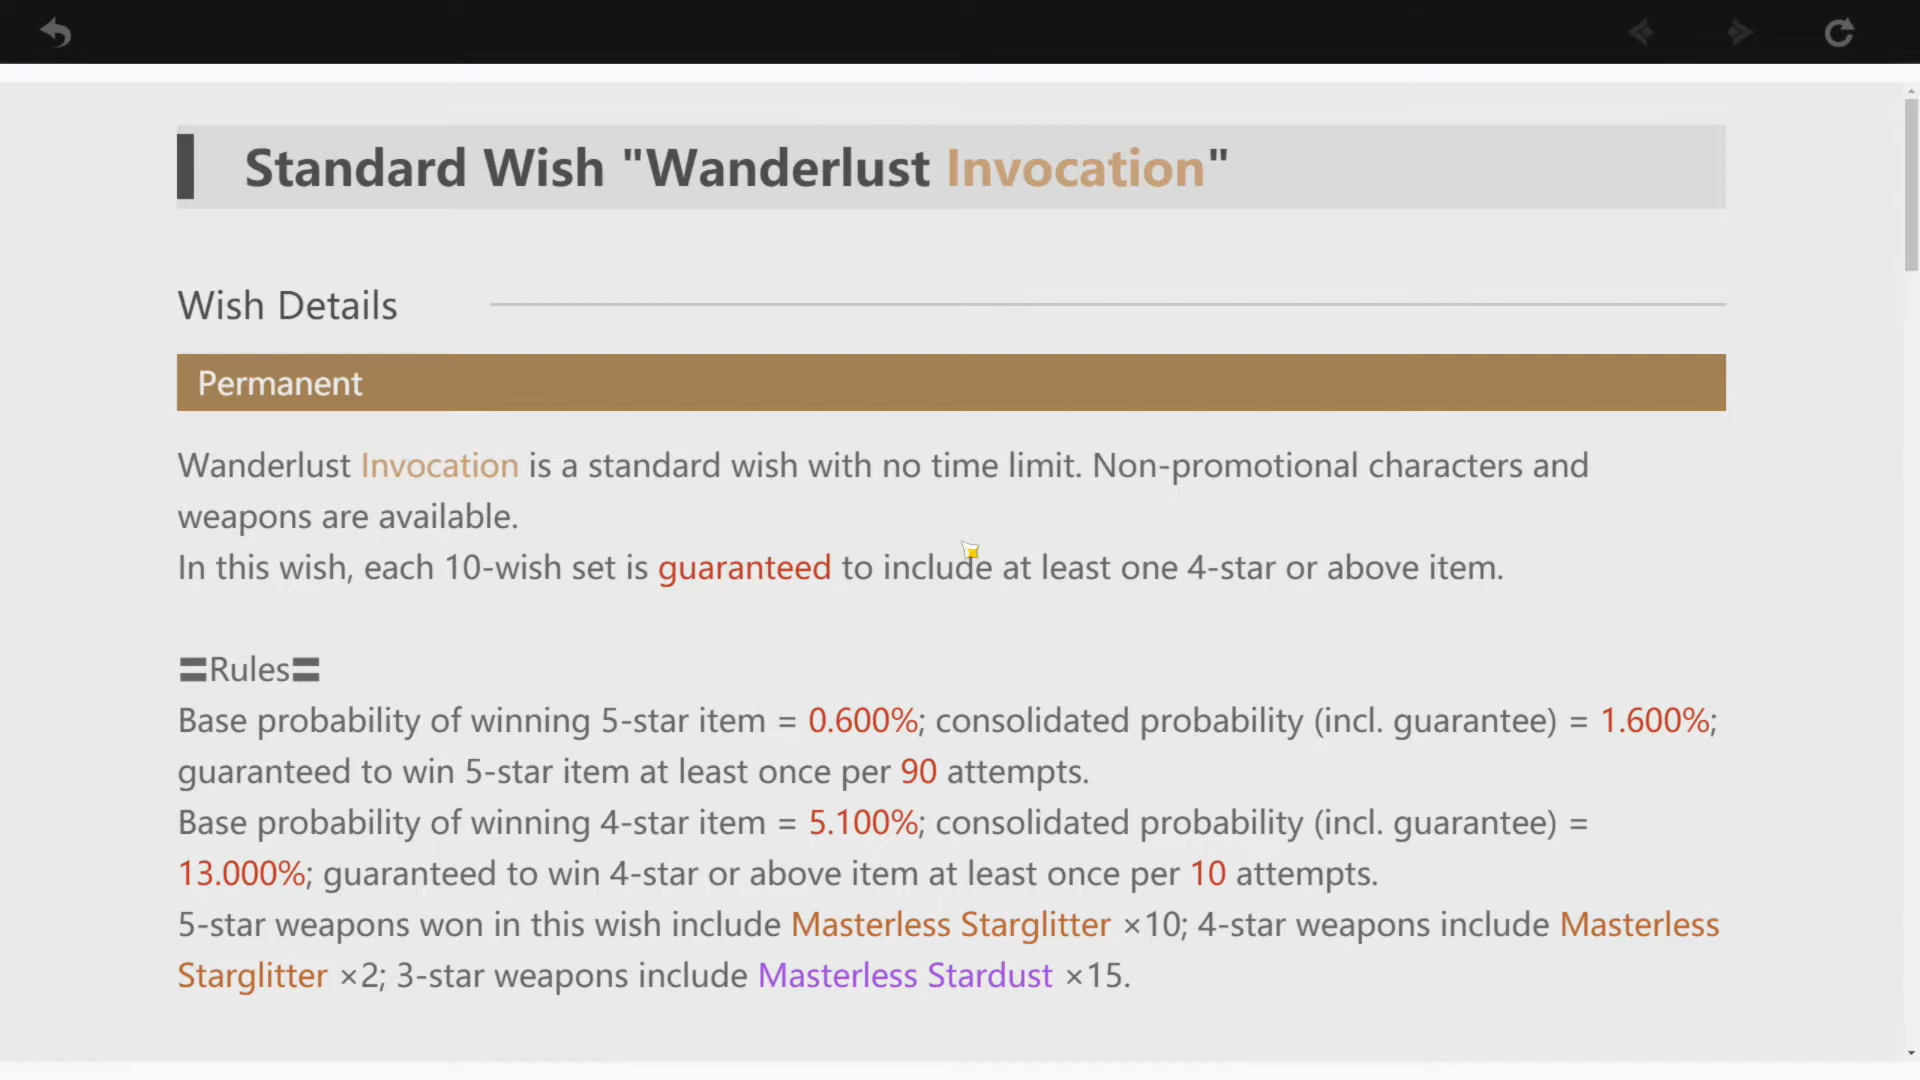 Standard Wish "Wanderlust Invocation"
Wish Details
Permanent
Wanderlust Invocation is a standard wish with no time limit. Non-promotional characters and
weapons are available.
In this wish, each 10-wish set is guaranteed to include at least one 4-star or above item.
〓Rules〓
Base probability of winning 5-star item = 0.600%; consolidated probability (incl. guarantee) = 1.600%;
guaranteed to win 5-star item at least once per 90 attempts.
Base probability of winning 4-star item = 5.100%; consolidated probability (incl. guarantee) =
13.000%; guaranteed to win 4-star or above item at least once per 10 attempts.
5-star weapons won in this wish include Masterless Starglitter ×10; 4-star weapons include Masterless
Starglitter ×2; 3-star weapons include Masterless Stardust ×15.